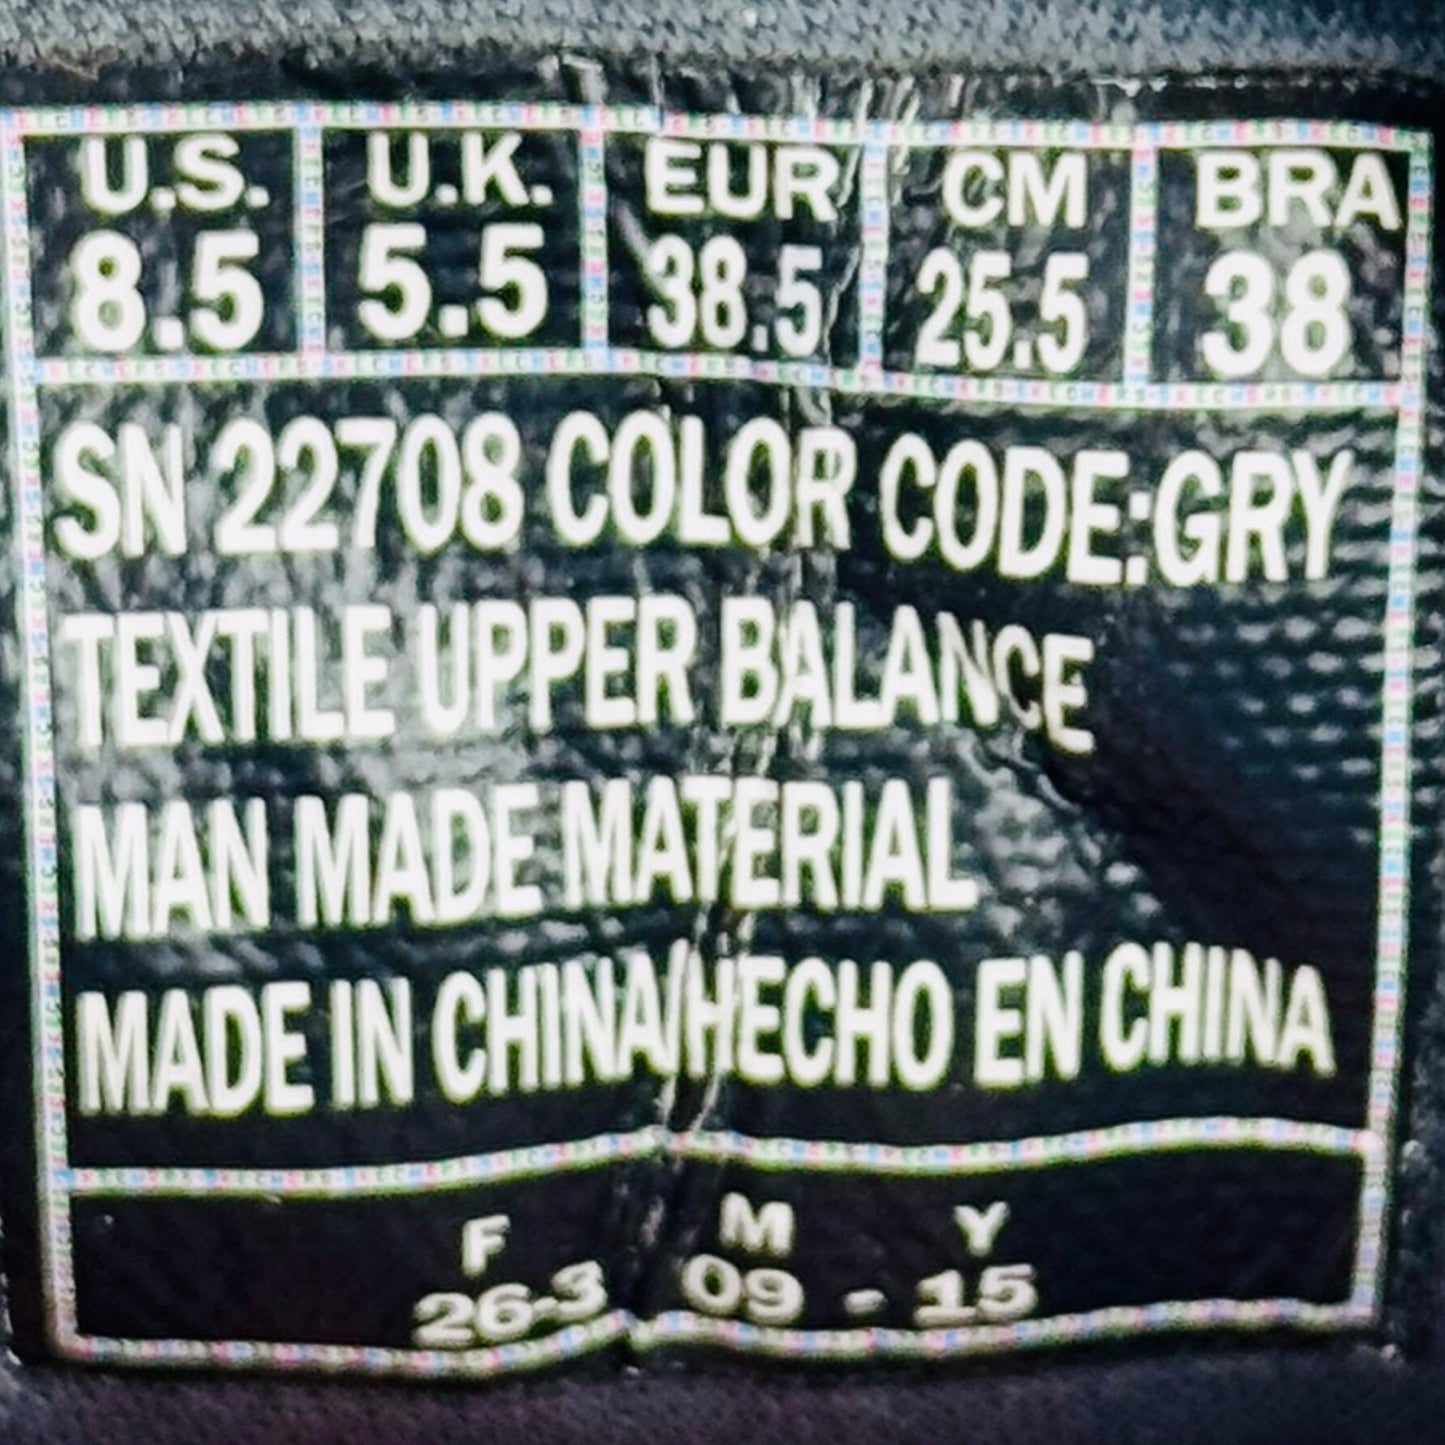 U.S. U.K. EUR CM BRA
8.5 5.5 38.5 25.5 38
SN 22708 COLOR CODE:GRY
TEXTILE UPPER BALANCE
MAN MADE MATERIAL
MADE IN CHINA/HECHO EN CHINA
F M Y
26-3 09 - 15